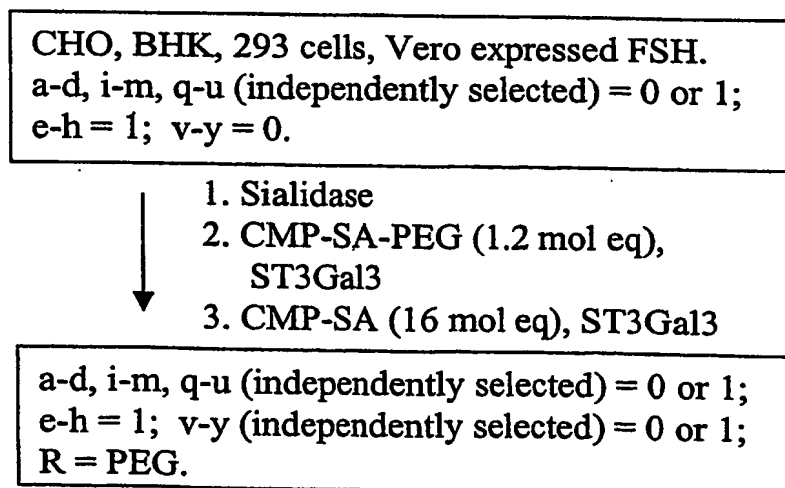 CHO, BHK, 293 cells, Vero expressed FSH.
a-d, i-m, q-u (independently selected) = 0 or 1;
e-h = 1; v-y = 0.
1. Sialidase
2. CMP-SA-PEG (1.2 mol eq),
ST3Gal3
3. CMP-SA (16 mol eq), ST3Gal3
a-d, i-m, q-u (independently selected) = 0 or 1;
e-h = 1; v-y (independently selected) = 0 or 1;
R = PEG.